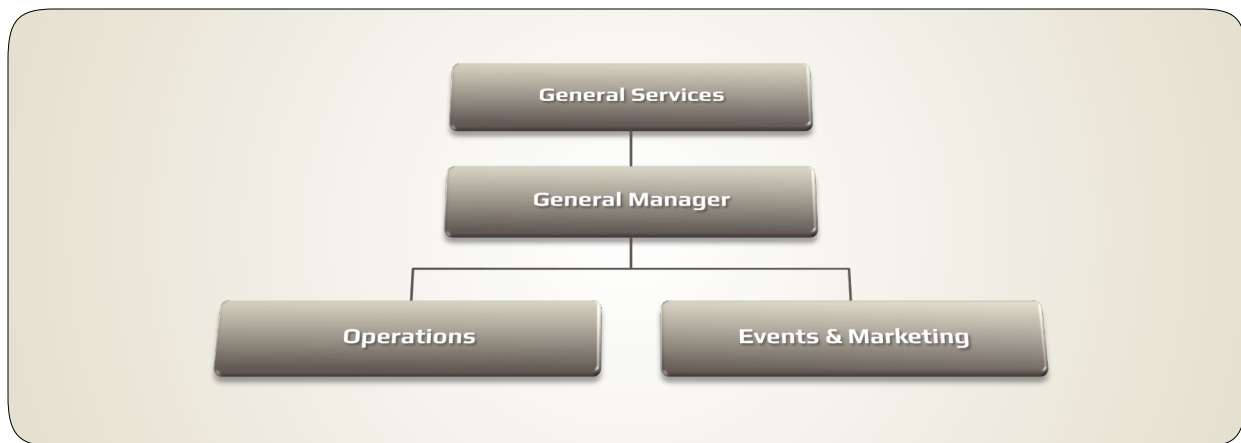 General Services
General Manager
Operations
Events & Marketing